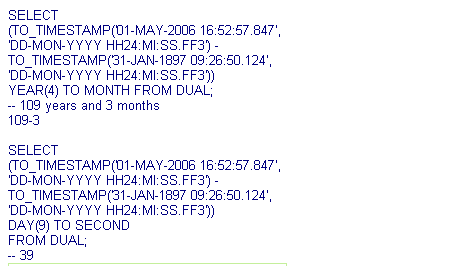 SELECT
(TO_TIMESTAMP('01-MAY-2006 16:52:57.847',
'DD-MON-YYYY HH24:MI:SS.FF3') -
TO_TIMESTAMP('31-JAN-1897 09:26:50.124',
'DD-MON-YYYY HH24:MI:SS.FF3'))
YEAR(4) TO MONTH FROM DUAL;
-- 109 years and 3 months
109-3
SELECT
(TO_TIMESTAMP('01-MAY-2006 16:52:57.847',
'DD-MON-YYYY HH24:MI:SS.FF3') -
TO_TIMESTAMP('31-JAN-1897 09:26:50.124',
'DD-MON-YYYY HH24:MI:SS.FF3'))
DAY(9) TO SECOND
FROM DUAL;
-- 39